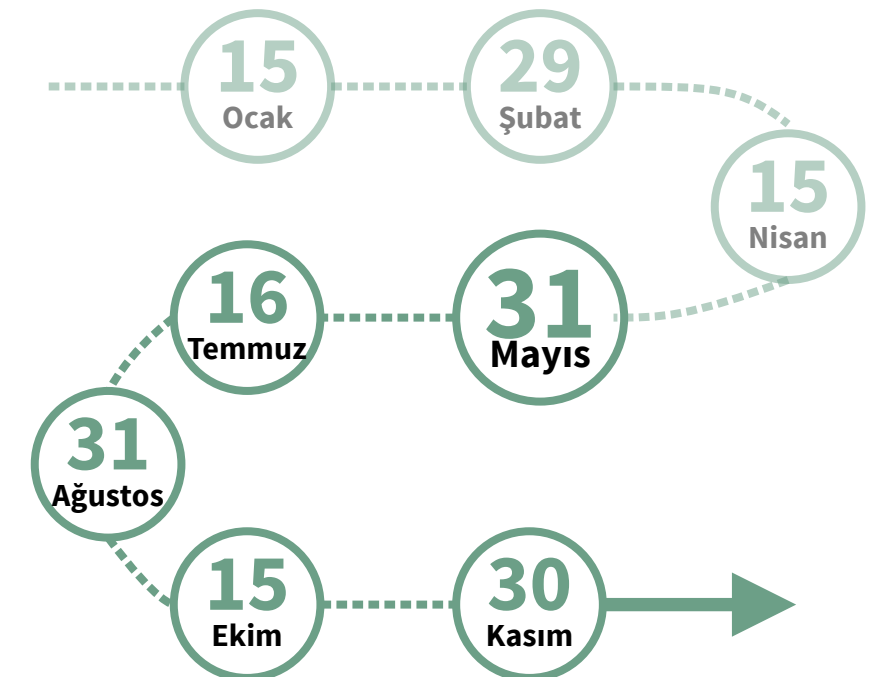 15
Ocak
29
Şubat
15
Nisan
31
Mayıs
16
Temmuz
31
Ağustos
15
Ekim
30
Kasım